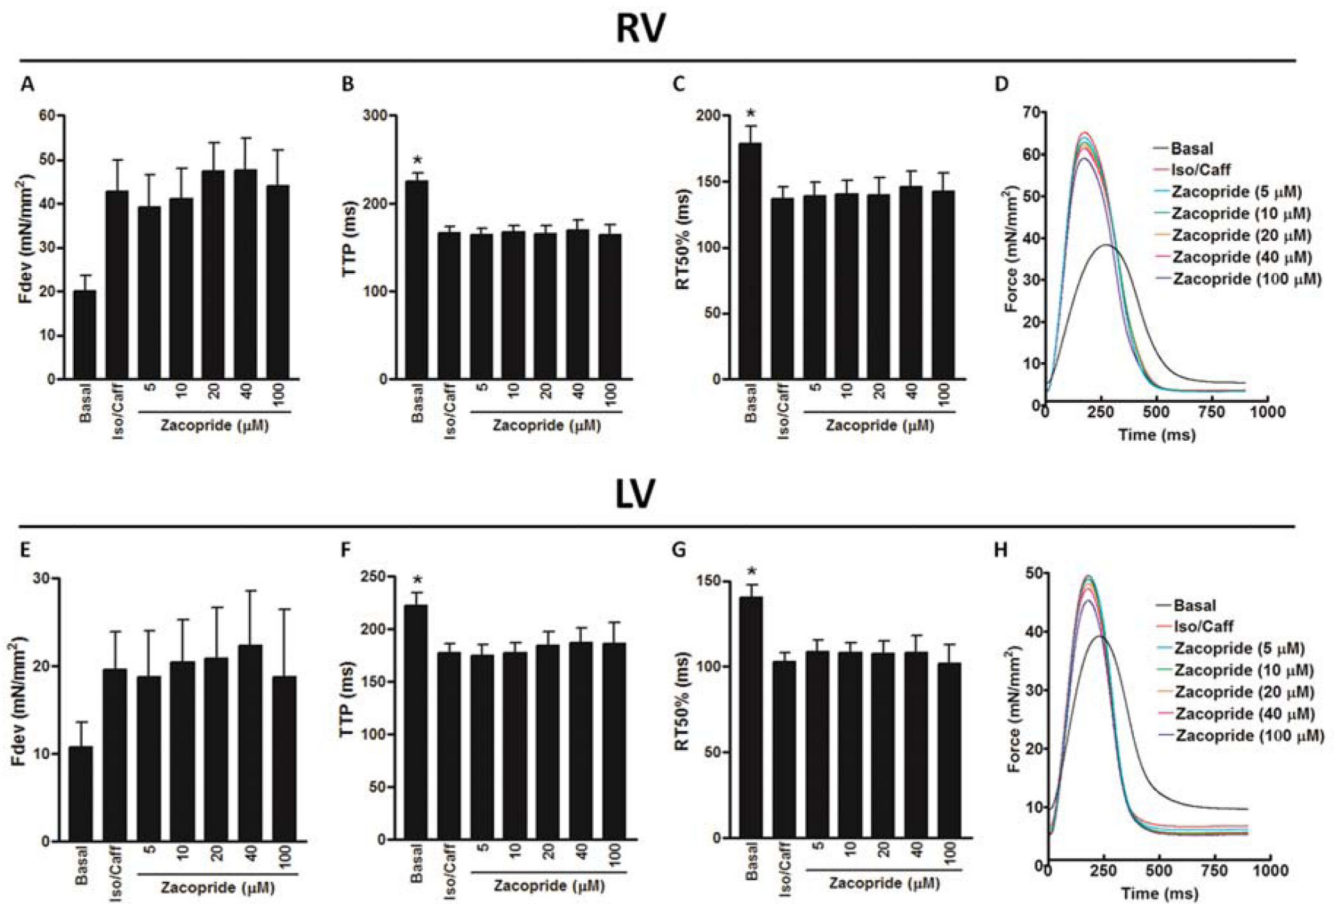 RV
A
B
C
D
Fdev (mN/mm²)
60
50
40
30
20
10
0
Basal
Iso/Caff
5
10
20
40
100
Zacopride (μM)
TTP (ms)
300
200
100
0
Basal
Iso/Caff
5
10
20
40
100
Zacopride (μM)
*
RT50% (ms)
200
150
100
50
0
Basal
Iso/Caff
5
10
20
40
100
Zacopride (μM)
*
Force (mN/mm²)
70
60
50
40
30
20
10
0
0
250
500
750
1000
Time (ms)
Basal
Iso/Caff
Zacopride (5 μM)
Zacopride (10 μM)
Zacopride (20 μM)
Zacopride (40 μM)
Zacopride (100 μM)
LV
E
F
G
H
Fdev (mN/mm²)
30
20
10
0
Basal
Iso/Caff
5
10
20
40
100
Zacopride (μM)
TTP (ms)
250
200
150
100
50
0
Basal
Iso/Caff
5
10
20
40
100
Zacopride (μM)
*
RT50% (ms)
150
100
50
0
Basal
Iso/Caff
5
10
20
40
100
Zacopride (μM)
*
Force (mN/mm²)
50
40
30
20
10
0
0
250
500
750
1000
Time (ms)
Basal
Iso/Caff
Zacopride (5 μM)
Zacopride (10 μM)
Zacopride (20 μM)
Zacopride (40 μM)
Zacopride (100 μM)